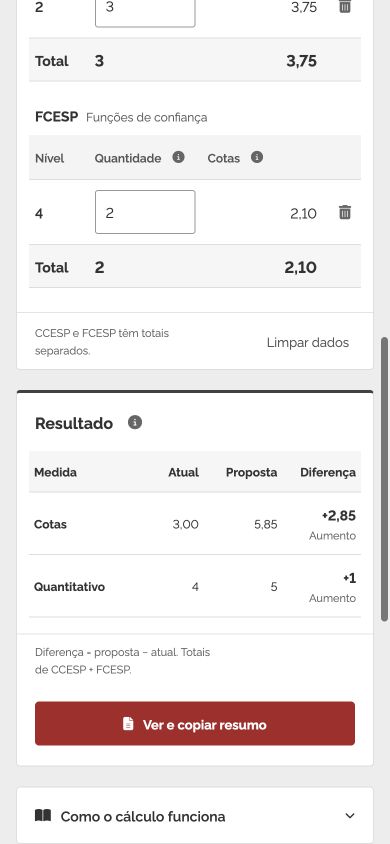 2 3 3,75
Total 3 3,75
FCESP Funções de confiança
Nível Quantidade Cotas
4 2 2,10
Total 2 2,10
CCESP e FCESP têm totais
separados.
Limpar dados
Resultado
Medida Atual Proposta Diferença
Cotas 3,00 5,85 +2,85
Aumento
Quantitativo 4 5 +1
Aumento
Diferença = proposta − atual. Totais
de CCESP + FCESP.
Ver e copiar resumo
Como o cálculo funciona